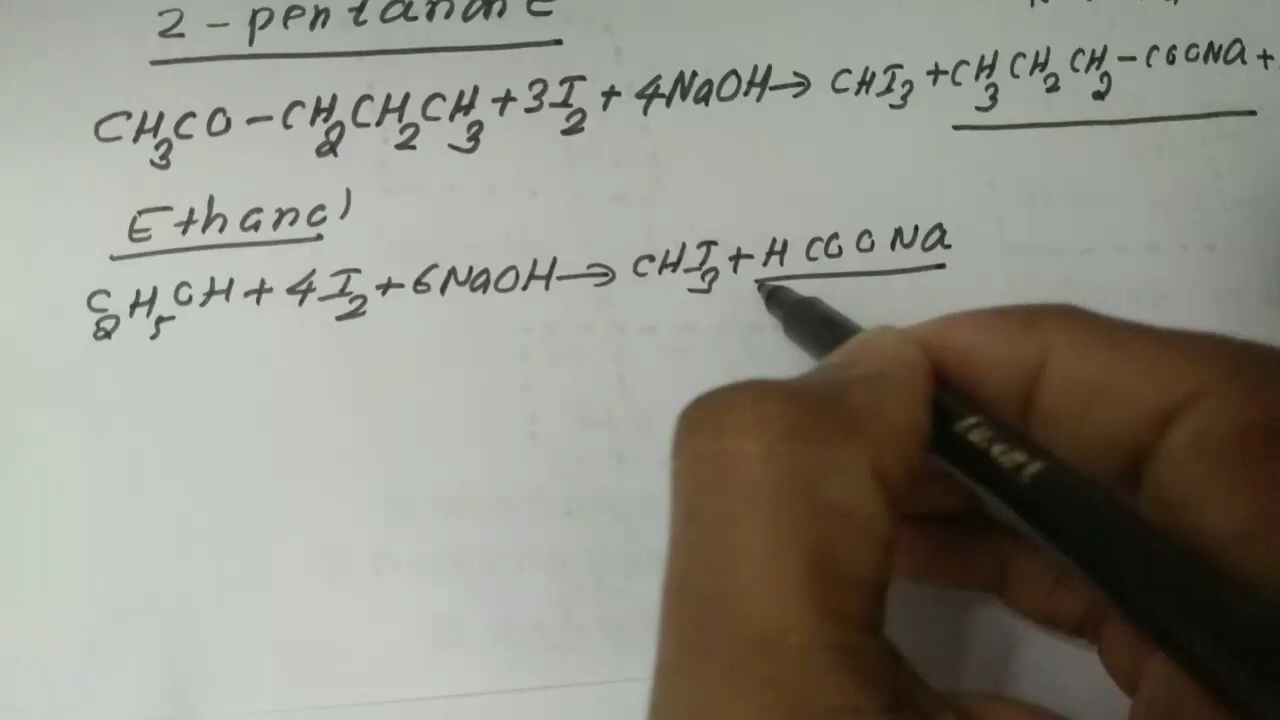 2-pentanone
CH3CO-CH2CH2CH3+3I2+4NaOH→CHI3+CH3CH2CH2-COONa+
Ethanol
C2H5OH+4I2+6NaOH→CHI3+HCOONa